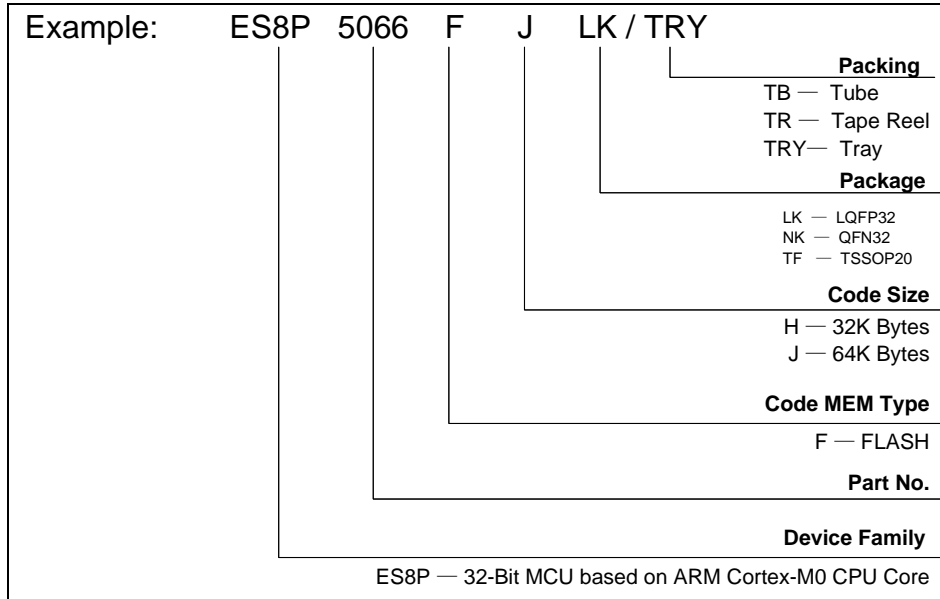 Example: ES8P 5066 F J LK / TRY
Packing
TB — Tube
TR — Tape Reel
TRY— Tray
Package
LK — LQFP32
NK — QFN32
TF — TSSOP20
Code Size
H — 32K Bytes
J — 64K Bytes
Code MEM Type
F — FLASH
Part No.
Device Family
ES8P — 32-Bit MCU based on ARM Cortex-M0 CPU Core